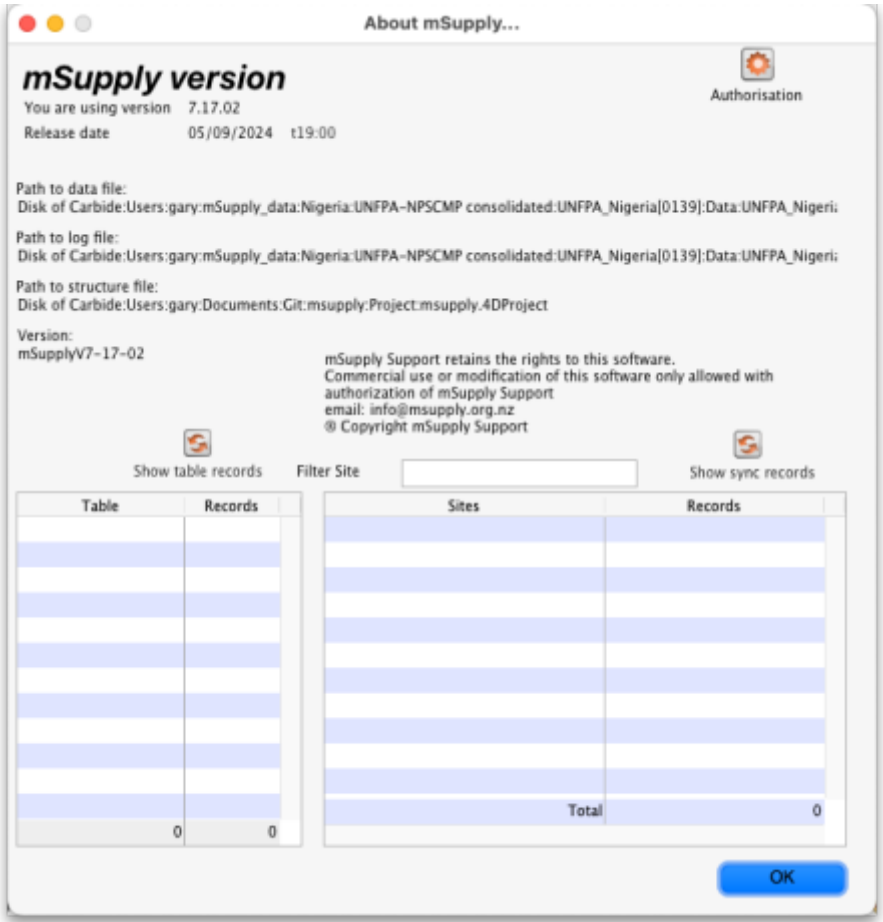 About mSupply...
mSupply version
Authorisation
You are using version 7.17.02
Release date 05/09/2024 t19:00
Path to data file:
Disk of Carbide:Users:gary:mSupply_data:Nigeria:UNFPA-NPSCMP consolidated:UNFPA_Nigeria[0139]:Data:UNFPA_Nigeria
Path to log file:
Disk of Carbide:Users:gary:mSupply_data:Nigeria:UNFPA-NPSCMP consolidated:UNFPA_Nigeria[0139]:Data:UNFPA_Nigeria
Path to structure file:
Disk of Carbide:Users:gary:Documents:Git:msupply:Project:msupply.4DProject
Version:
mSupplyV7-17-02
mSupply Support retains the rights to this software.
Commercial use or modification of this software only allowed with
authorization of mSupply Support
email: info@msupply.org.nz
® Copyright mSupply Support
Show table records Filter Site Show sync records
Table Records Sites Records
Total 0
0 0
OK